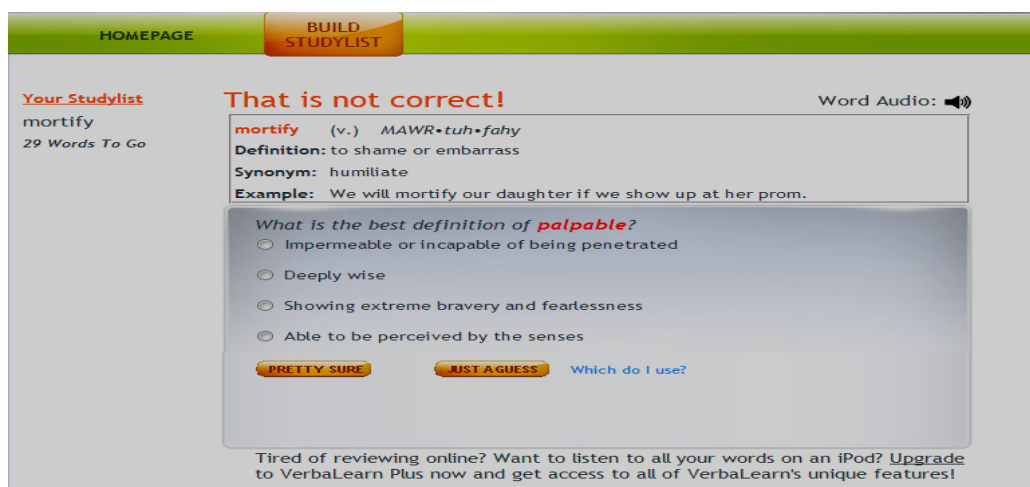 HOMEPAGE
BUILD
STUDYLIST
Your Studylist
mortify
29 Words To Go
That is not correct!
Word Audio:
mortify (v.) MAWR•tuh•fahy
Definition: to shame or embarrass
Synonym: humiliate
Example: We will mortify our daughter if we show up at her prom.
What is the best definition of palpable?
Impermeable or incapable of being penetrated
Deeply wise
Showing extreme bravery and fearlessness
Able to be perceived by the senses
PRETTY SURE
JUST A GUESS
Which do I use?
Tired of reviewing online? Want to listen to all your words on an iPod? Upgrade
to VerbaLearn Plus now and get access to all of VerbaLearn's unique features!